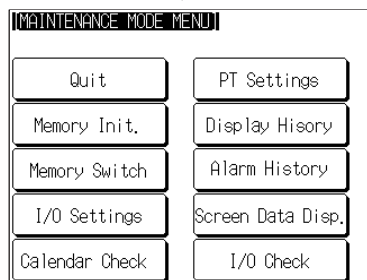 [MAINTENANCE MODE MENU]
Quit
PT Settings
Memory Init.
Display Hisory
Memory Switch
Alarm History
I/O Settings
Screen Data Disp.
Calendar Check
I/O Check